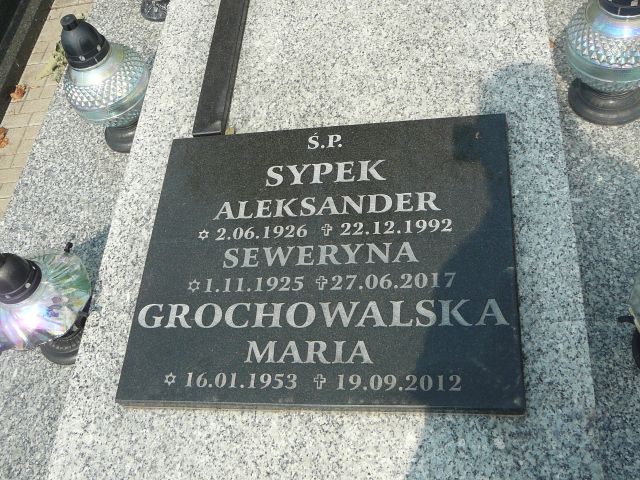 Ś.P.
SYPEK
ALEKSANDER
✡ 2.06.1926 ✝ 22.12.1992
SEWERYNA
✡ 1.11.1925 ✝ 27.06.2017
GROCHOWALSKA
MARIA
✡ 16.01.1953 ✝ 19.09.2012